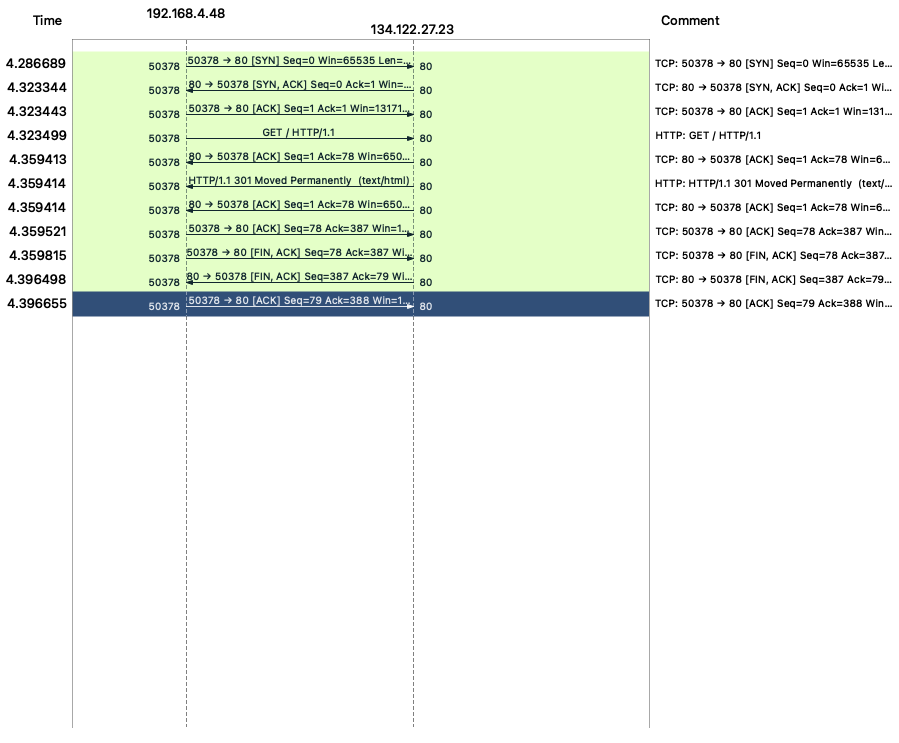 Time 192.168.4.48 134.122.27.23 Comment
4.286689 50378 50378 → 80 [SYN] Seq=0 Win=65535 Len=… 80 TCP: 50378 → 80 [SYN] Seq=0 Win=65535 Le…
4.323344 50378 80 → 50378 [SYN, ACK] Seq=0 Ack=1 Win=… 80 TCP: 80 → 50378 [SYN, ACK] Seq=0 Ack=1 Wi…
4.323443 50378 50378 → 80 [ACK] Seq=1 Ack=1 Win=13171… 80 TCP: 50378 → 80 [ACK] Seq=1 Ack=1 Win=131…
4.323499 50378 GET / HTTP/1.1 80 HTTP: GET / HTTP/1.1
4.359413 50378 80 → 50378 [ACK] Seq=1 Ack=78 Win=650… 80 TCP: 80 → 50378 [ACK] Seq=1 Ack=78 Win=6…
4.359414 50378 HTTP/1.1 301 Moved Permanently (text/html) 80 HTTP: HTTP/1.1 301 Moved Permanently (text/…
4.359414 50378 80 → 50378 [ACK] Seq=1 Ack=78 Win=650… 80 TCP: 80 → 50378 [ACK] Seq=1 Ack=78 Win=6…
4.359521 50378 50378 → 80 [ACK] Seq=78 Ack=387 Win=1… 80 TCP: 50378 → 80 [ACK] Seq=78 Ack=387 Win…
4.359815 50378 50378 → 80 [FIN, ACK] Seq=78 Ack=387 Wi… 80 TCP: 50378 → 80 [FIN, ACK] Seq=78 Ack=387…
4.396498 50378 80 → 50378 [FIN, ACK] Seq=387 Ack=79 Wi… 80 TCP: 80 → 50378 [FIN, ACK] Seq=387 Ack=79…
4.396655 50378 50378 → 80 [ACK] Seq=79 Ack=388 Win=1… 80 TCP: 50378 → 80 [ACK] Seq=79 Ack=388 Win…